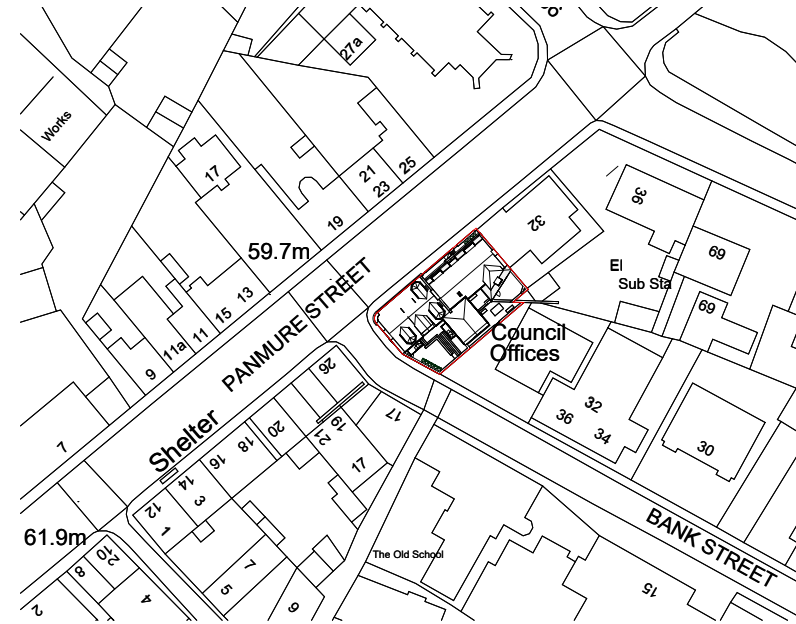 27a
Works
17
21
23
25
19
59.7m
13
15
11
11a
9
7
PANMURE STREET
Shelter
36
32
69
El
Sub Sta
69
Council
Offices
32
36
34
30
26
17
19
21
20
18
16
14
12
17
3
1
61.9m
10
8
2
4
7
5
6
The Old School
BANK STREET
15